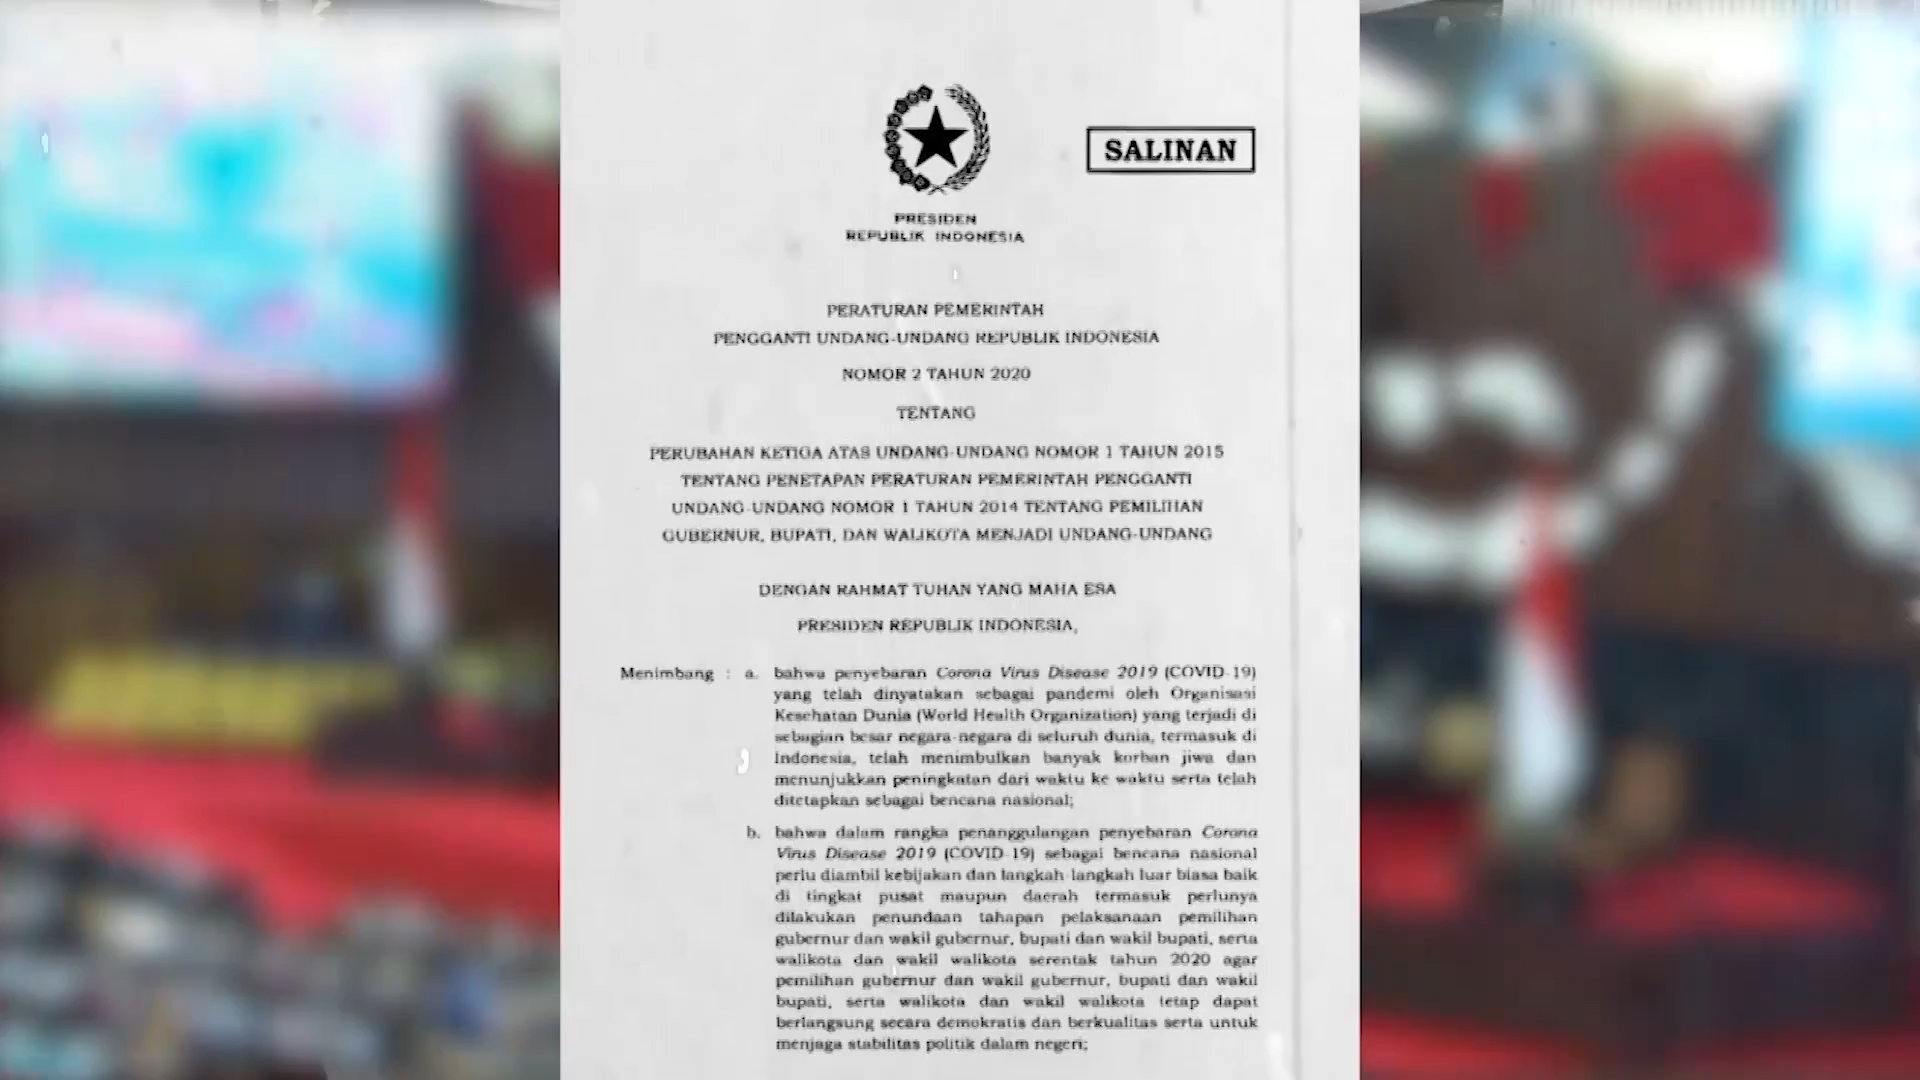 SALINAN
PRESIDEN
REPUBLIK INDONESIA
PERATURAN PEMERINTAH
PENGGANTI UNDANG-UNDANG REPUBLIK INDONESIA
NOMOR 2 TAHUN 2020
TENTANG
PERUBAHAN KETIGA ATAS UNDANG-UNDANG NOMOR 1 TAHUN 2015
TENTANG PENETAPAN PERATURAN PEMERINTAH PENGGANTI
UNDANG-UNDANG NOMOR 1 TAHUN 2014 TENTANG PEMILIHAN
GUBERNUR, BUPATI, DAN WALIKOTA MENJADI UNDANG-UNDANG
DENGAN RAHMAT TUHAN YANG MAHA ESA
PRESIDEN REPUBLIK INDONESIA,
Menimbang : a. bahwa penyebaran Corona Virus Disease 2019 (COVID-19)
yang telah dinyatakan sebagai pandemi oleh Organisasi
Kesehatan Dunia (World Health Organization) yang terjadi di
sebagian besar negara-negara di seluruh dunia, termasuk di
Indonesia, telah menimbulkan banyak korban jiwa dan
menunjukkan peningkatan dari waktu ke waktu serta telah
ditetapkan sebagai bencana nasional;
b. bahwa dalam rangka penanggulangan penyebaran Corona
Virus Disease 2019 (COVID-19) sebagai bencana nasional
perlu diambil kebijakan dan langkah-langkah luar biasa baik
di tingkat pusat maupun daerah termasuk perlunya
dilakukan penundaan tahapan pelaksanaan pemilihan
gubernur dan wakil gubernur, bupati dan wakil bupati, serta
walikota dan wakil walikota serentak tahun 2020 agar
pemilihan gubernur dan wakil gubernur, bupati dan wakil
bupati, serta walikota dan wakil walikota tetap dapat
berlangsung secara demokratis dan berkualitas serta untuk
menjaga stabilitas politik dalam negeri;